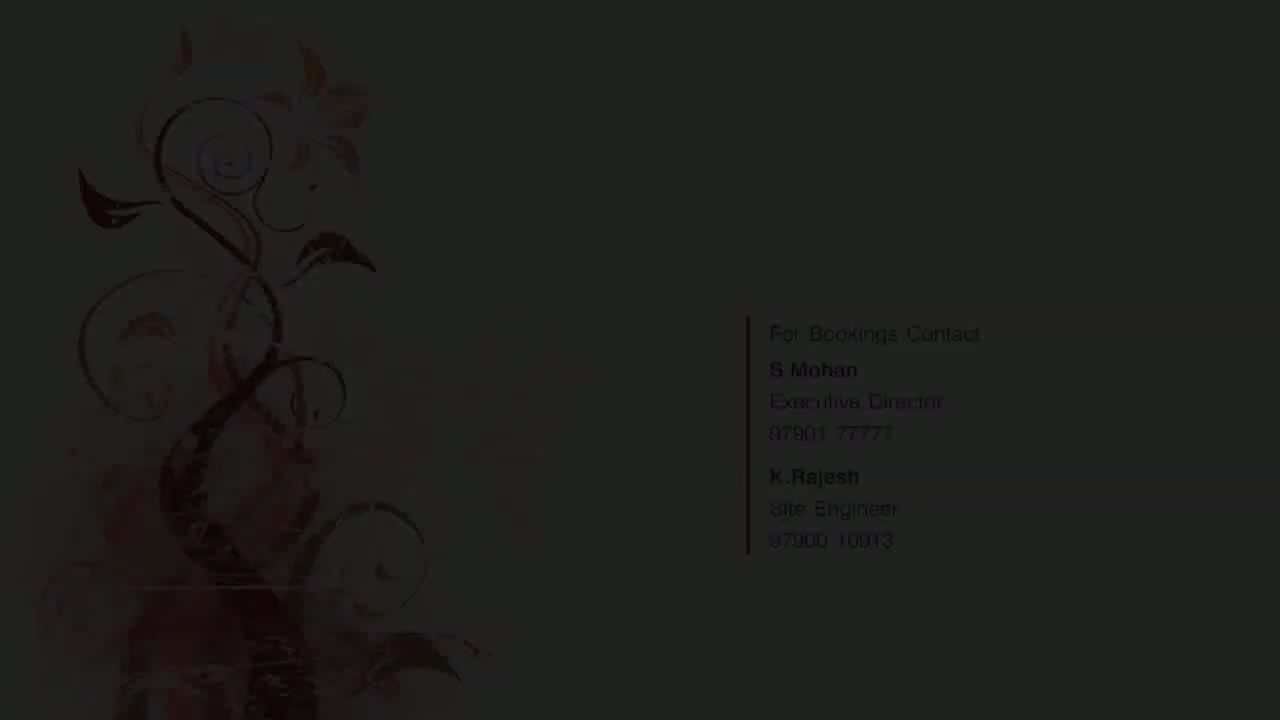 For Bookings Contact
S Mohan
Executive Director
97901 77777
K.Rajesh
Site Engineer
97900 10013